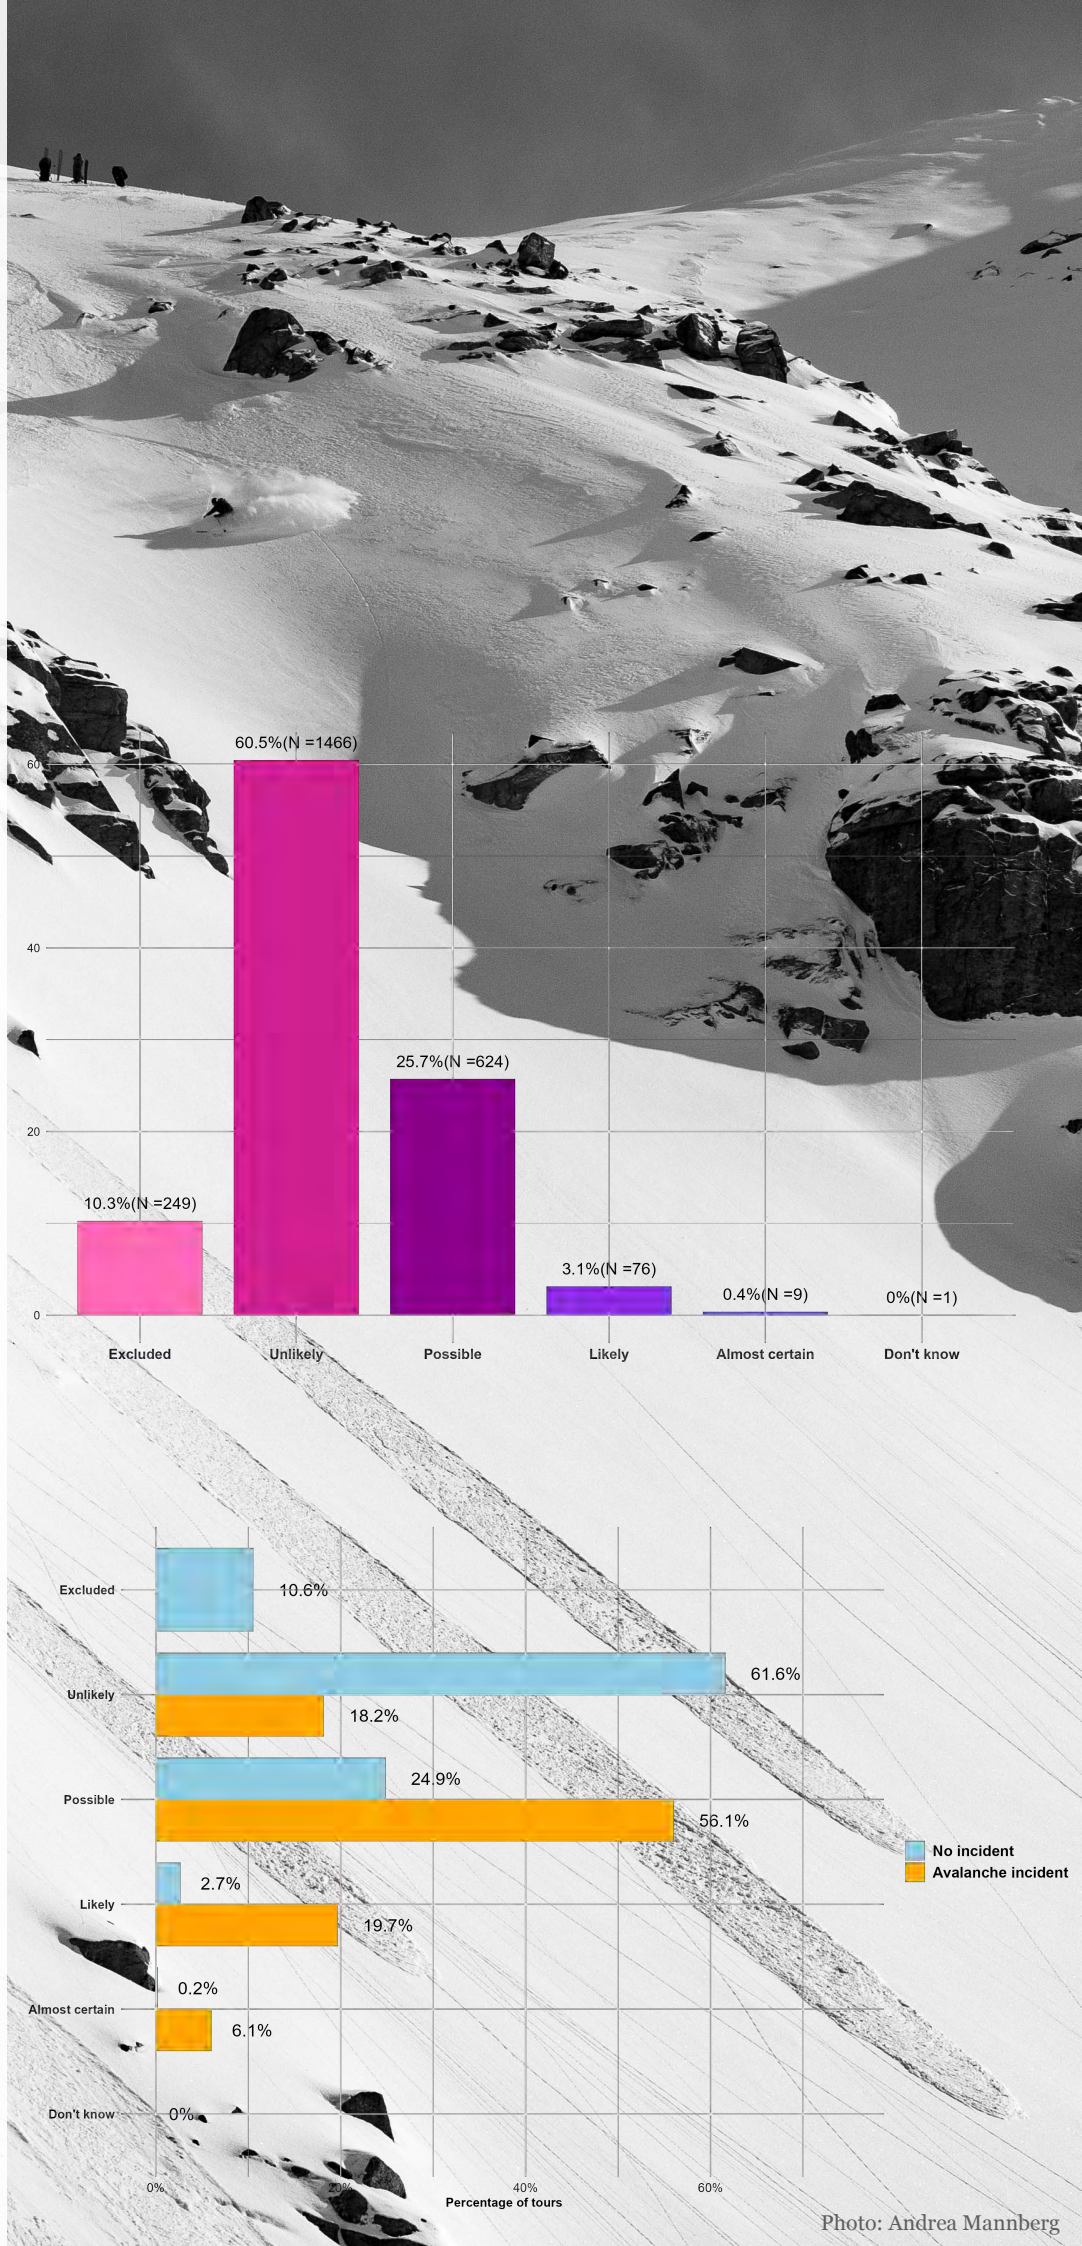 60.5%(N =1466)
60
40
25.7%(N =624)
20
10.3%(N =249)
3.1%(N =76)
0.4%(N =9)
0%(N =1)
0
Excluded
Unlikely
Possible
Likely
Almost certain
Don't know
Excluded
10.6%
61.6%
Unlikely
18.2%
24.9%
Possible
56.1%
No incident
Avalanche incident
2.7%
Likely
19.7%
0.2%
Almost certain
6.1%
Don't know
0%
0%
20%
40%
60%
Percentage of tours
Photo: Andrea Mannberg